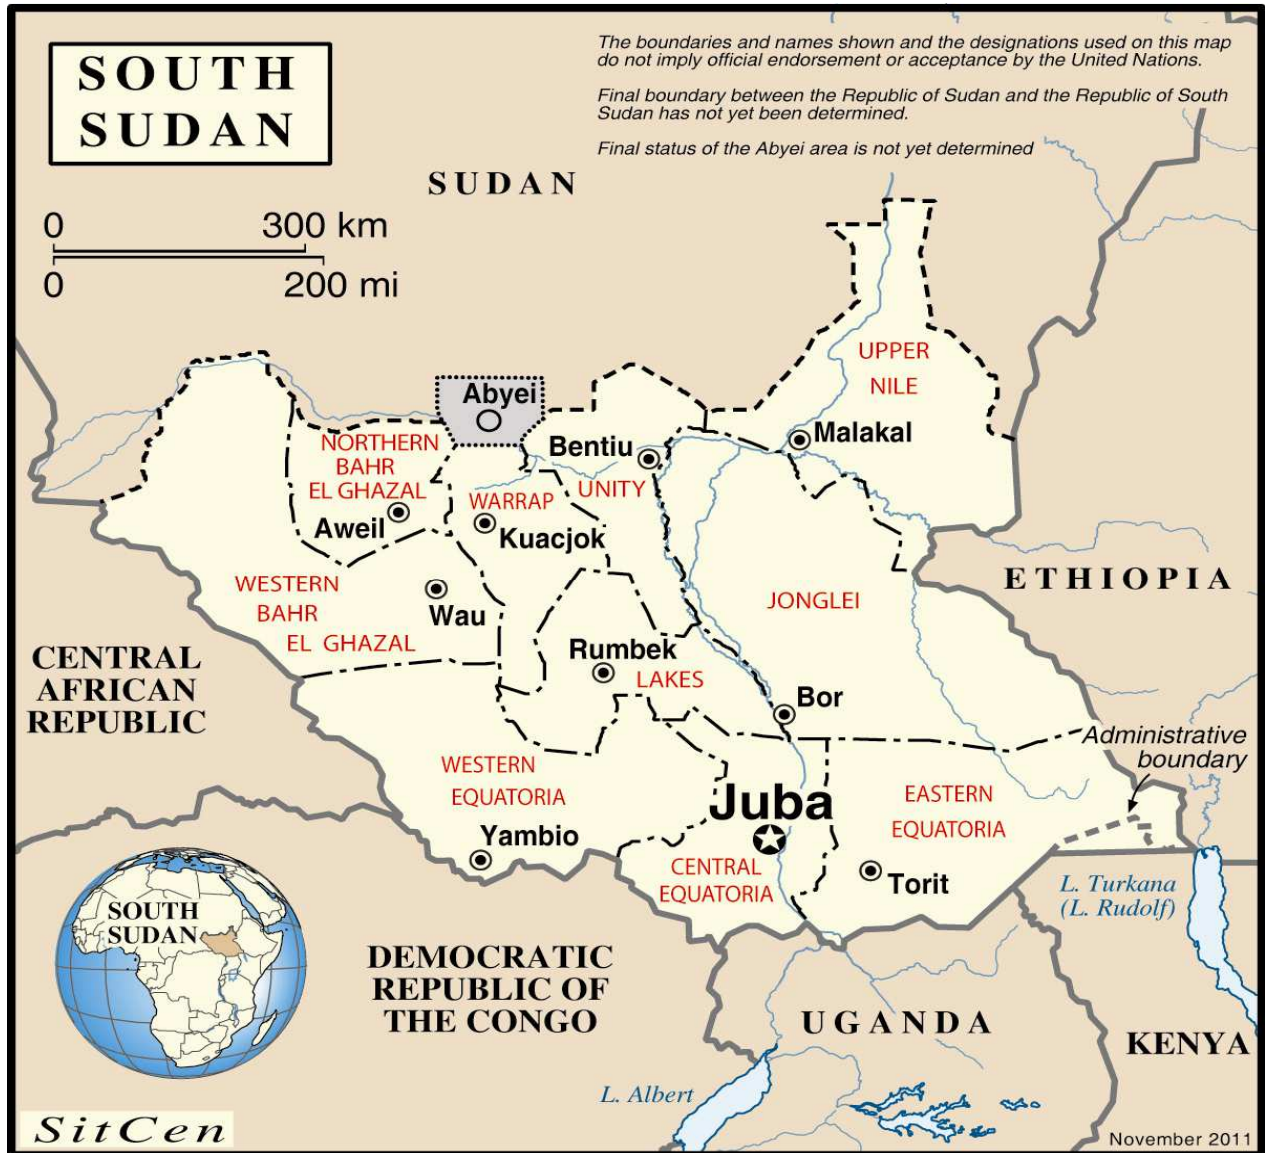 SOUTH
SUDAN
The boundaries and names shown and the designations used on this map
do not imply official endorsement or acceptance by the United Nations.
Final boundary between the Republic of Sudan and the Republic of South
Sudan has not yet been determined.
Final status of the Abyei area is not yet determined
SUDAN
0 300 km
0 200 mi
UPPER
NILE
Abyei
Malakal
NORTHERN
BAHR
EL GHAZAL
Bentiu
UNITY
WARRAP
Aweil
Kuacjok
ETHIOPIA
WESTERN
BAHR
EL GHAZAL
JONGLEI
Wau
CENTRAL
AFRICAN
REPUBLIC
Rumbek
LAKES
Bor
Administrative
boundary
WESTERN
EQUATORIA
Juba
EASTERN
EQUATORIA
Yambio
CENTRAL
EQUATORIA
Torit
L. Turkana
(L. Rudolf)
SOUTH
SUDAN
DEMOCRATIC
REPUBLIC OF
THE CONGO
UGANDA
KENYA
L. Albert
SitCen
November 2011